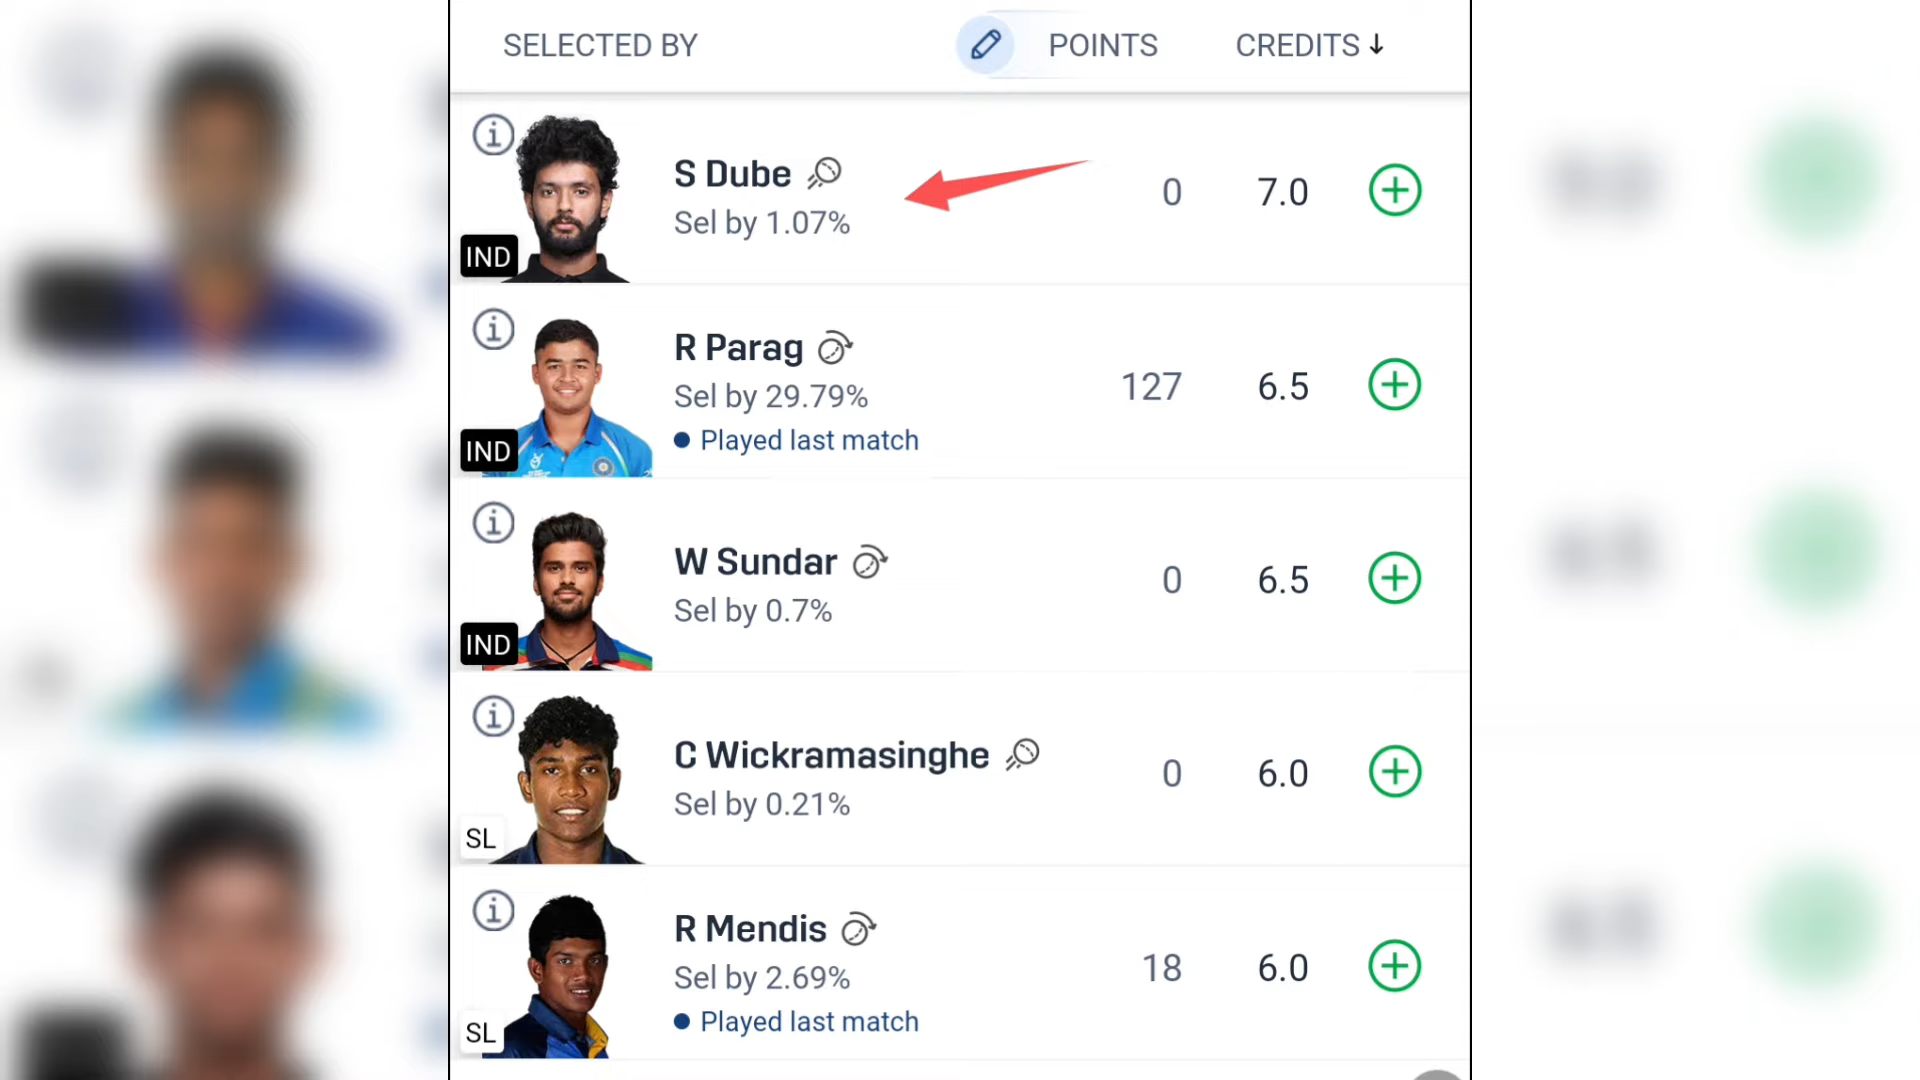 SELECTED BY POINTS CREDITS ↓
S Dube
Sel by 1.07%
0 7.0
IND
R Parag
Sel by 29.79%
Played last match
127 6.5
IND
W Sundar
Sel by 0.7%
0 6.5
IND
C Wickramasinghe
Sel by 0.21%
0 6.0
SL
R Mendis
Sel by 2.69%
Played last match
18 6.0
SL